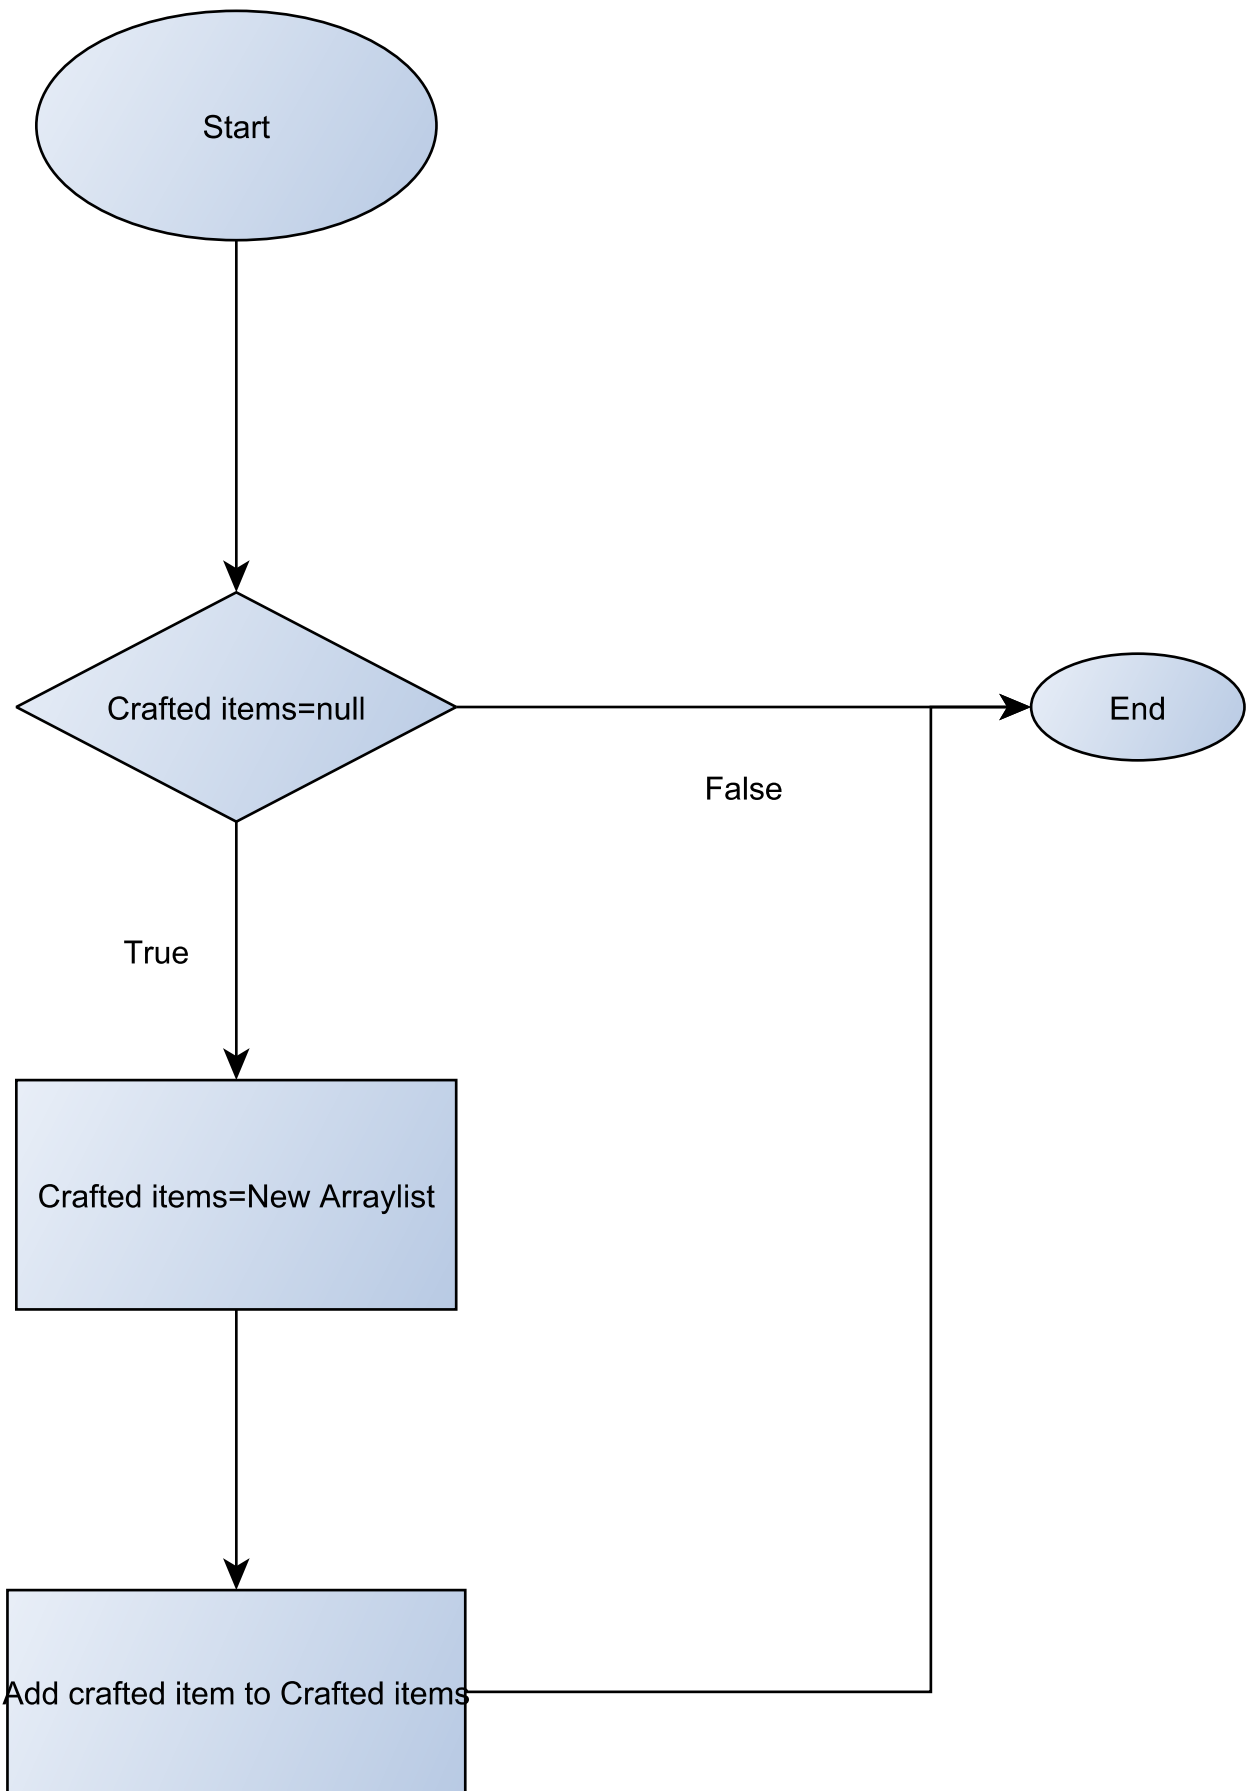 Start
Crafted items=null
End
False
True
Crafted items=New Arraylist
Add crafted item to Crafted items